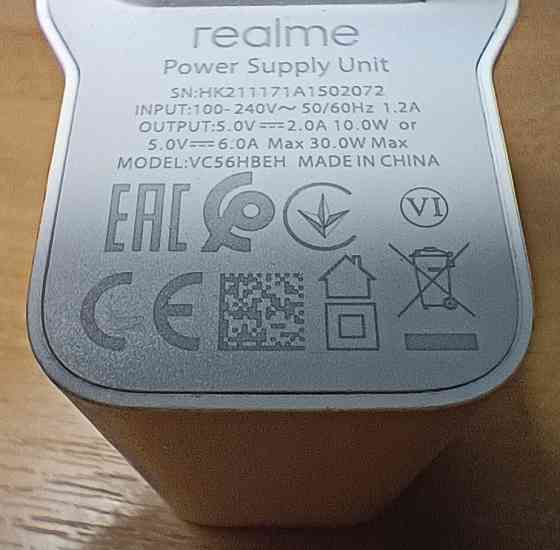 realme
Power Supply Unit
SN:HK211171A1502072
INPUT:100-240V~ 50/60Hz 1.2A
OUTPUT:5.0V⎓2.0A 10.0W or
5.0V⎓6.0A Max 30.0W Max
MODEL:VC56HBEH MADE IN CHINA
EAC VI
CE